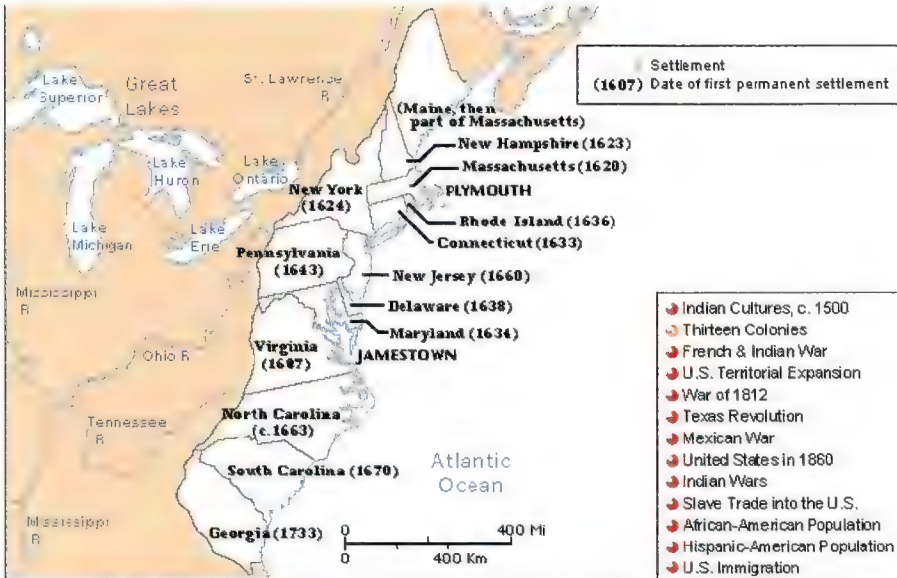 Lake
Superior
Great
Lakes
St. Lawrence
R
Settlement
(1607) Date of first permanent settlement
(Maine, then
part of Massachusetts)
New Hampshire (1623)
Lake
Huron
Lake
Ontario
Massachusetts (1620)
New York
(1624)
PLYMOUTH
Rhode Island (1636)
Lake
Michigan
Lake
Erie
Connecticut (1633)
Pennsylvania
(1643)
New Jersey (1660)
Mississippi
R
Delaware (1638)
Maryland (1634)
Ohio R
Virginia
(1607)
JAMESTOWN
Tennessee
R
North Carolina
(c. 1663)
South Carolina (1670)
Atlantic
Ocean
Mississippi
R
Georgia (1733)
0 400 Mi
0 400 Km
Indian Cultures, c. 1500
Thirteen Colonies
French & Indian War
U.S. Territorial Expansion
War of 1812
Texas Revolution
Mexican War
United States in 1860
Indian Wars
Slave Trade into the U.S.
African-American Population
Hispanic-American Population
U.S. Immigration